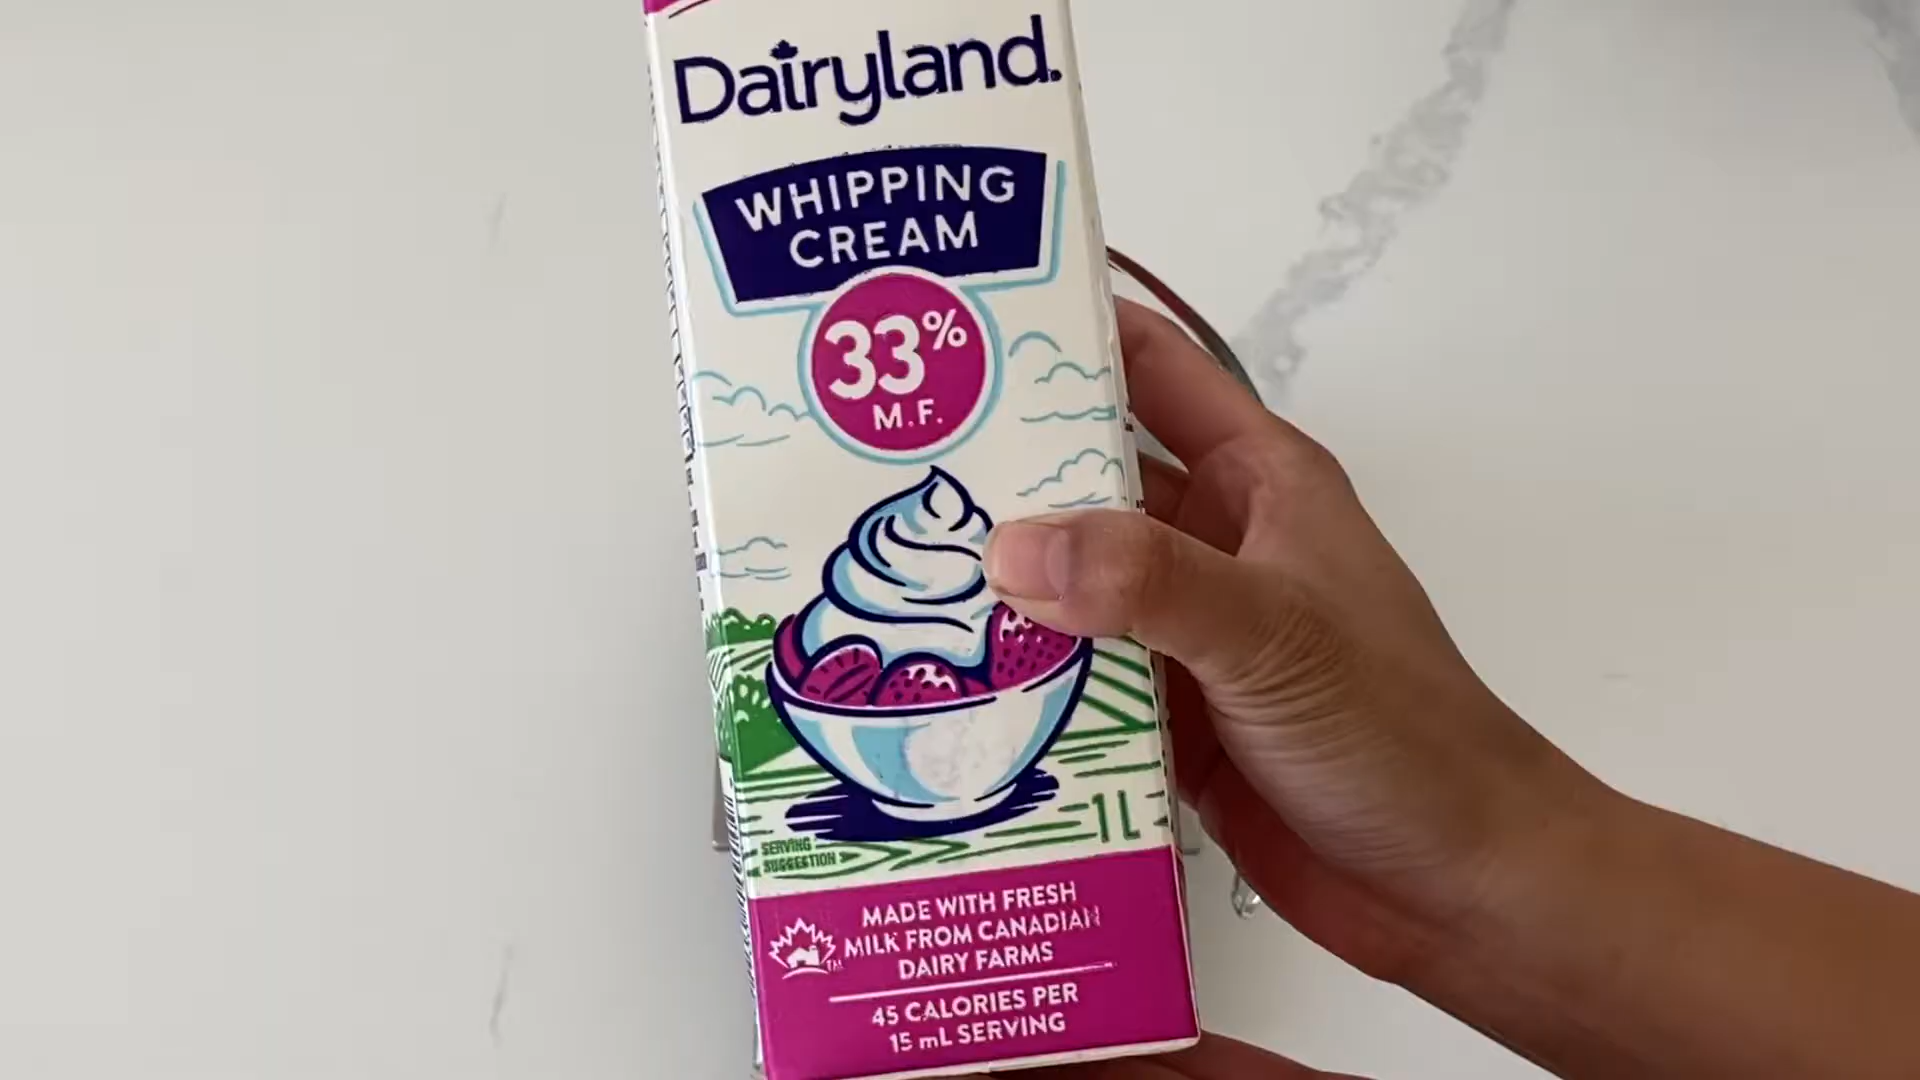 Dairyland.
WHIPPING
CREAM
33%
M.F.
1L
SERVING
SUGGESTION
MADE WITH FRESH
MILK FROM CANADIAN
DAIRY FARMS
45 CALORIES PER
15 mL SERVING